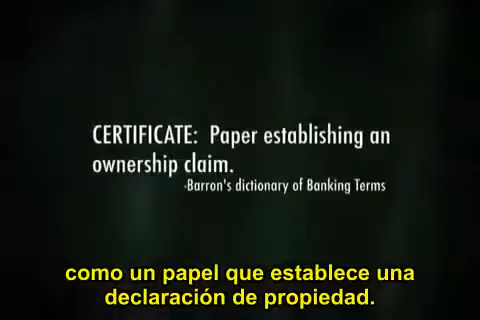 CERTIFICATE: Paper establishing an
ownership claim.
-Barron's dictionary of Banking Terms
como un papel que establece una
declaración de propiedad.